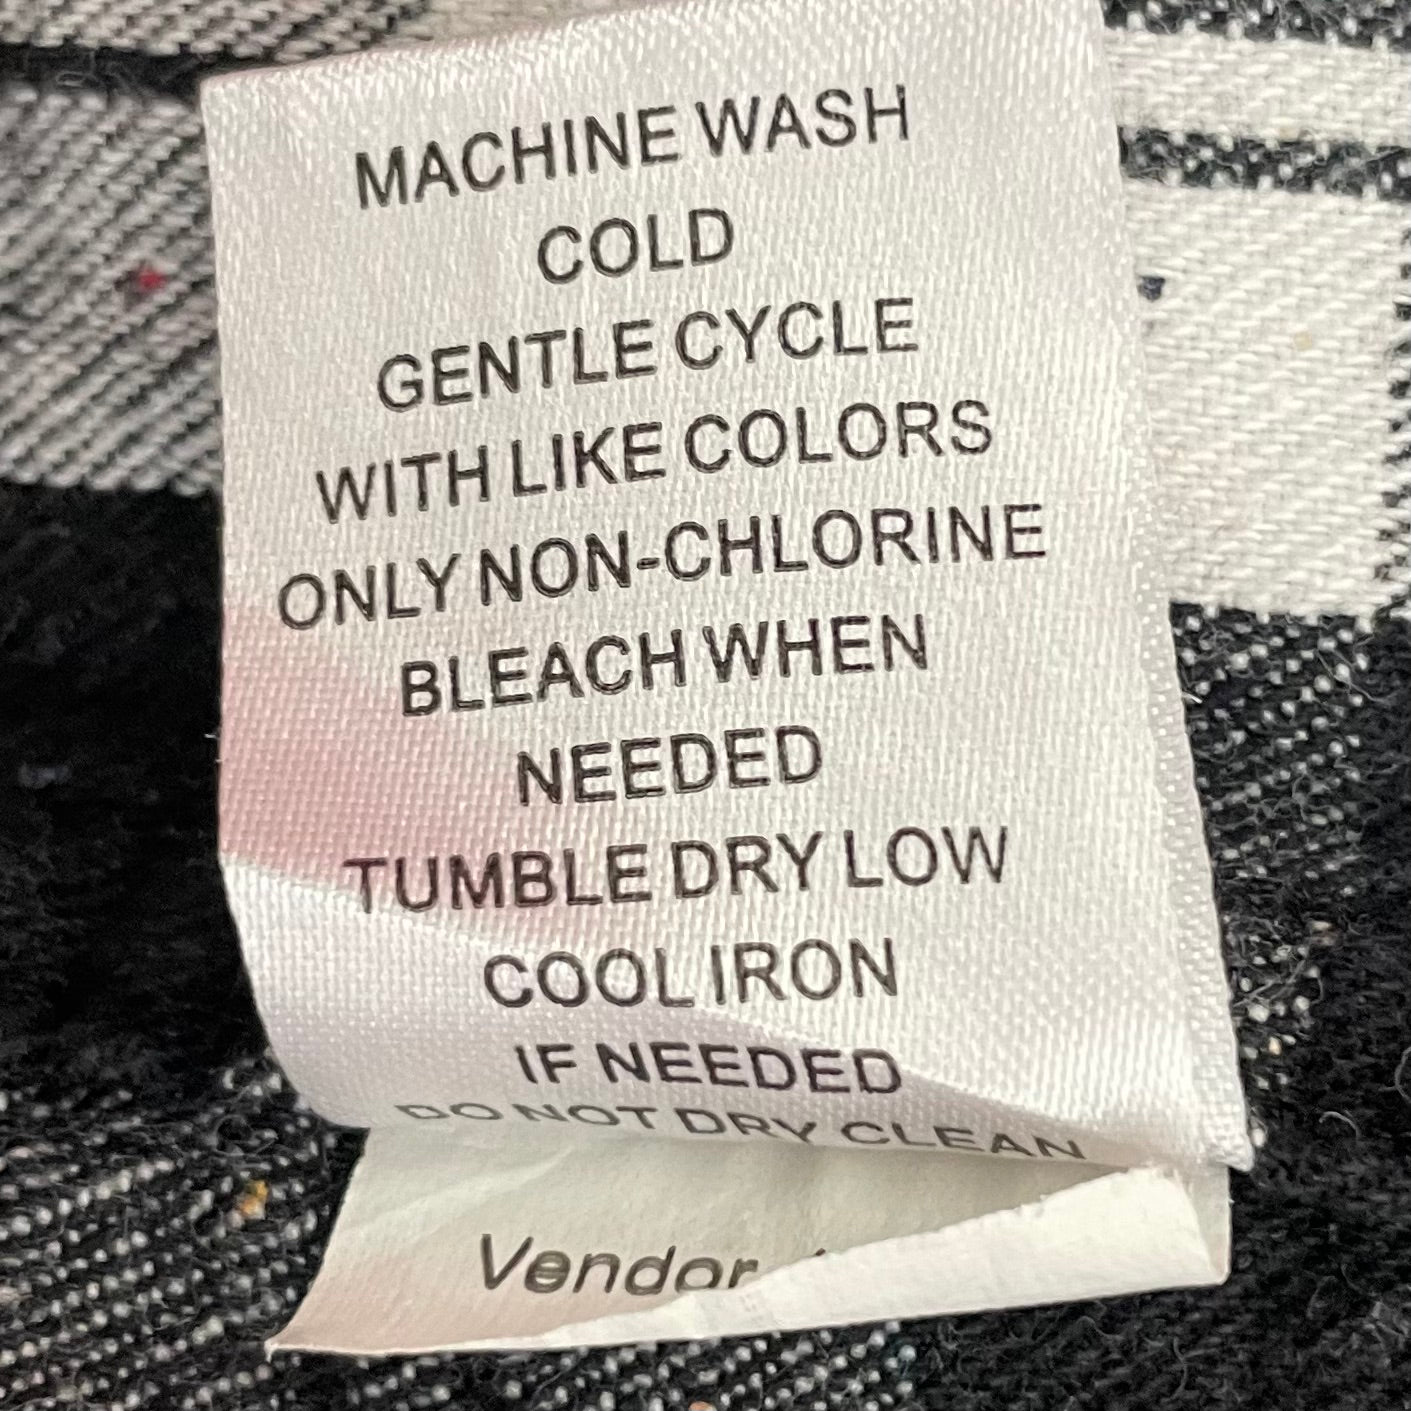 MACHINE WASH
COLD
GENTLE CYCLE
WITH LIKE COLORS
ONLY NON-CHLORINE
BLEACH WHEN
NEEDED
TUMBLE DRY LOW
COOL IRON
IF NEEDED
DO NOT DRY CLEAN
Vendor